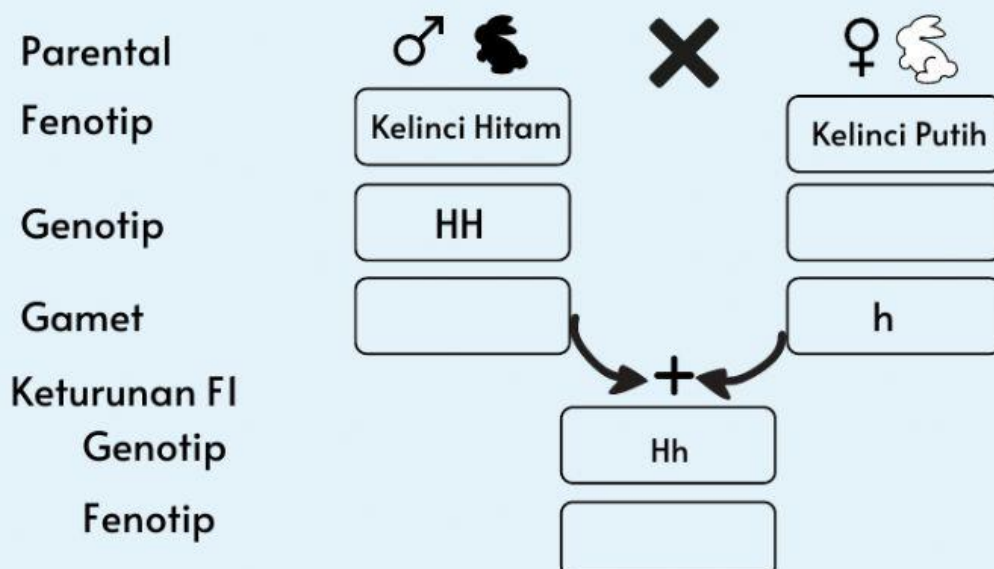 Parental
Fenotip Kelinci Hitam Kelinci Putih
Genotip HH
Gamet h
+
Keturunan F1
Genotip Hh
Fenotip